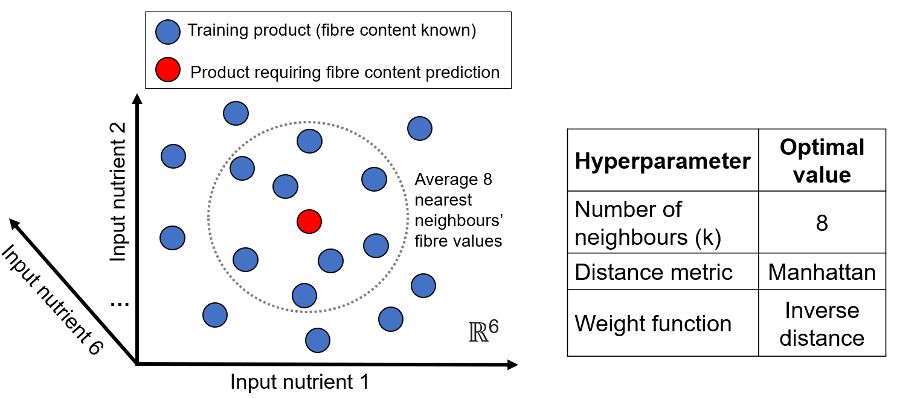 Training product (fibre content known)
Product requiring fibre content prediction
Input nutrient 2
...
Input nutrient 6
Input nutrient 1
Average 8
nearest
neighbours'
fibre values
ℝ⁶
Hyperparameter
Optimal
value
Number of
neighbours (k)
8
Distance metric
Manhattan
Weight function
Inverse
distance